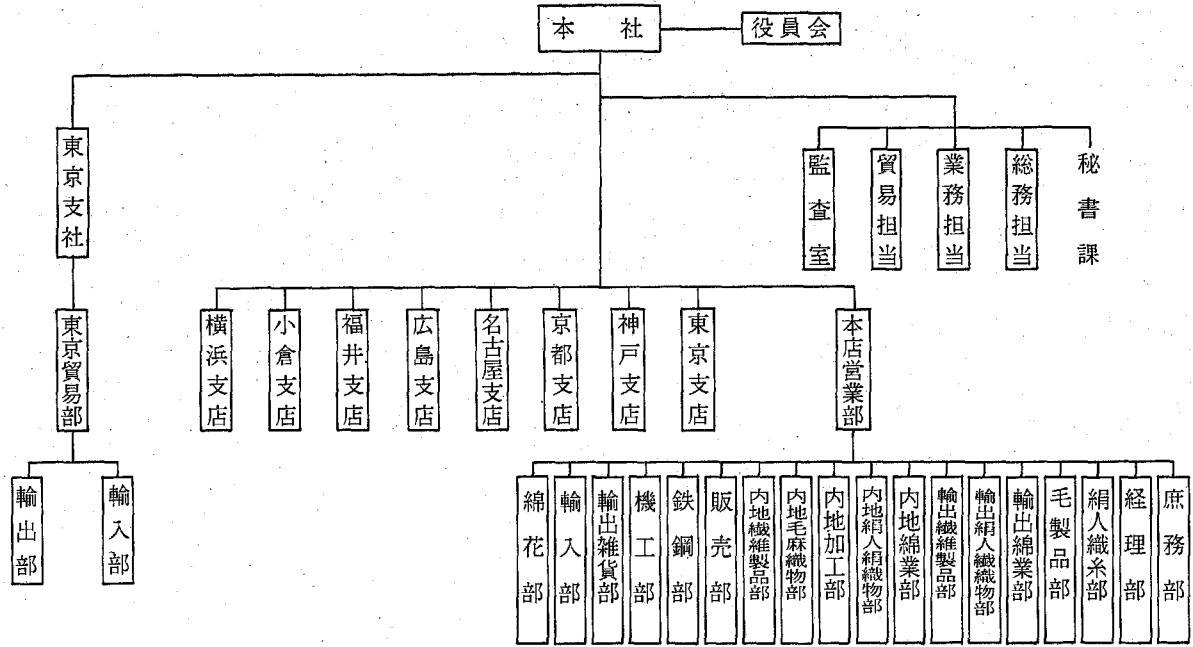 本社
役員会
東京支社
監査室
貿易担当
業務担当
総務担当
秘書課
東京貿易部
横浜支店
小倉支店
福井支店
広島支店
名古屋支店
京都支店
神戸支店
東京支店
本店営業部
輸出部
輸入部
綿花部
輸入部
輸出雑貨部
機工部
鉄鋼部
販売部
内地繊維製品部
内地毛麻織物部
内地加工部
内地絹人絹織物部
内地綿業部
輸出繊維製品部
輸出絹人繊織物部
輸出綿業部
毛製品部
絹人織糸部
経理部
庶務部